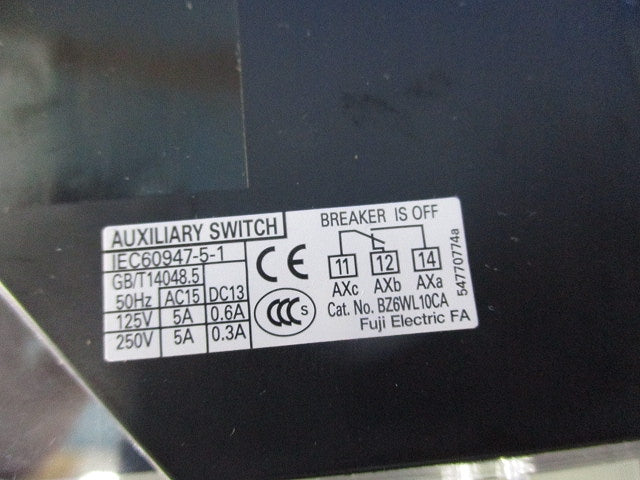 AUXILIARY SWITCH
IEC60947-5-1
GB/T14048.5
50Hz AC15 DC13
125V 5A 0.6A
250V 5A 0.3A
CE
CCC S
BREAKER IS OFF
11 12 14
AXc AXb AXa
Cat. No. BZ6WL10CA
Fuji Electric FA
54770774a